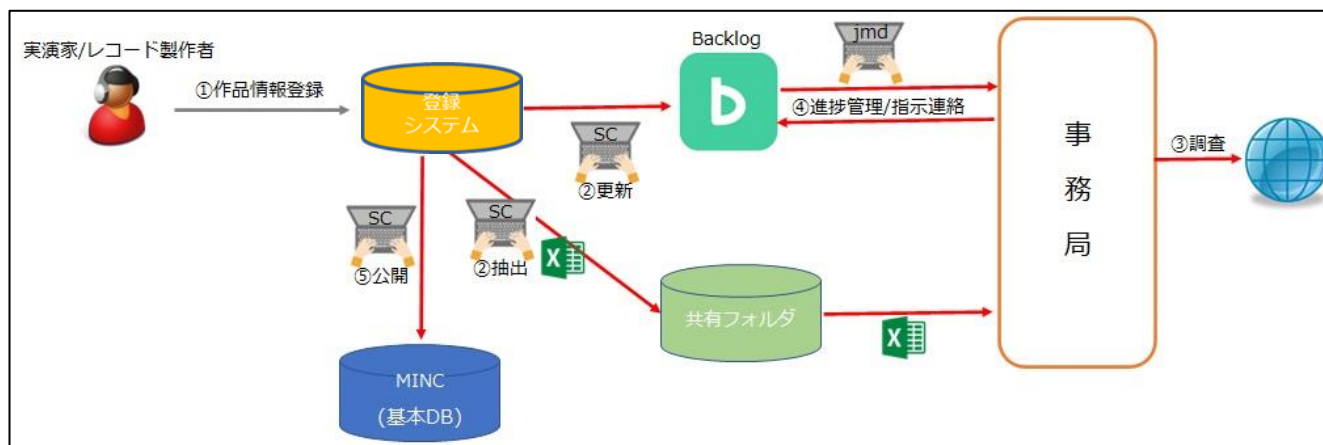 実演家/レコード製作者
①作品情報登録
登録
システム
Backlog
jmd
④進捗管理/指示連絡
SC
②更新
SC
②抽出
SC
⑤公開
事
務
局
③調査
共有フォルダ
MINC
(基本DB)